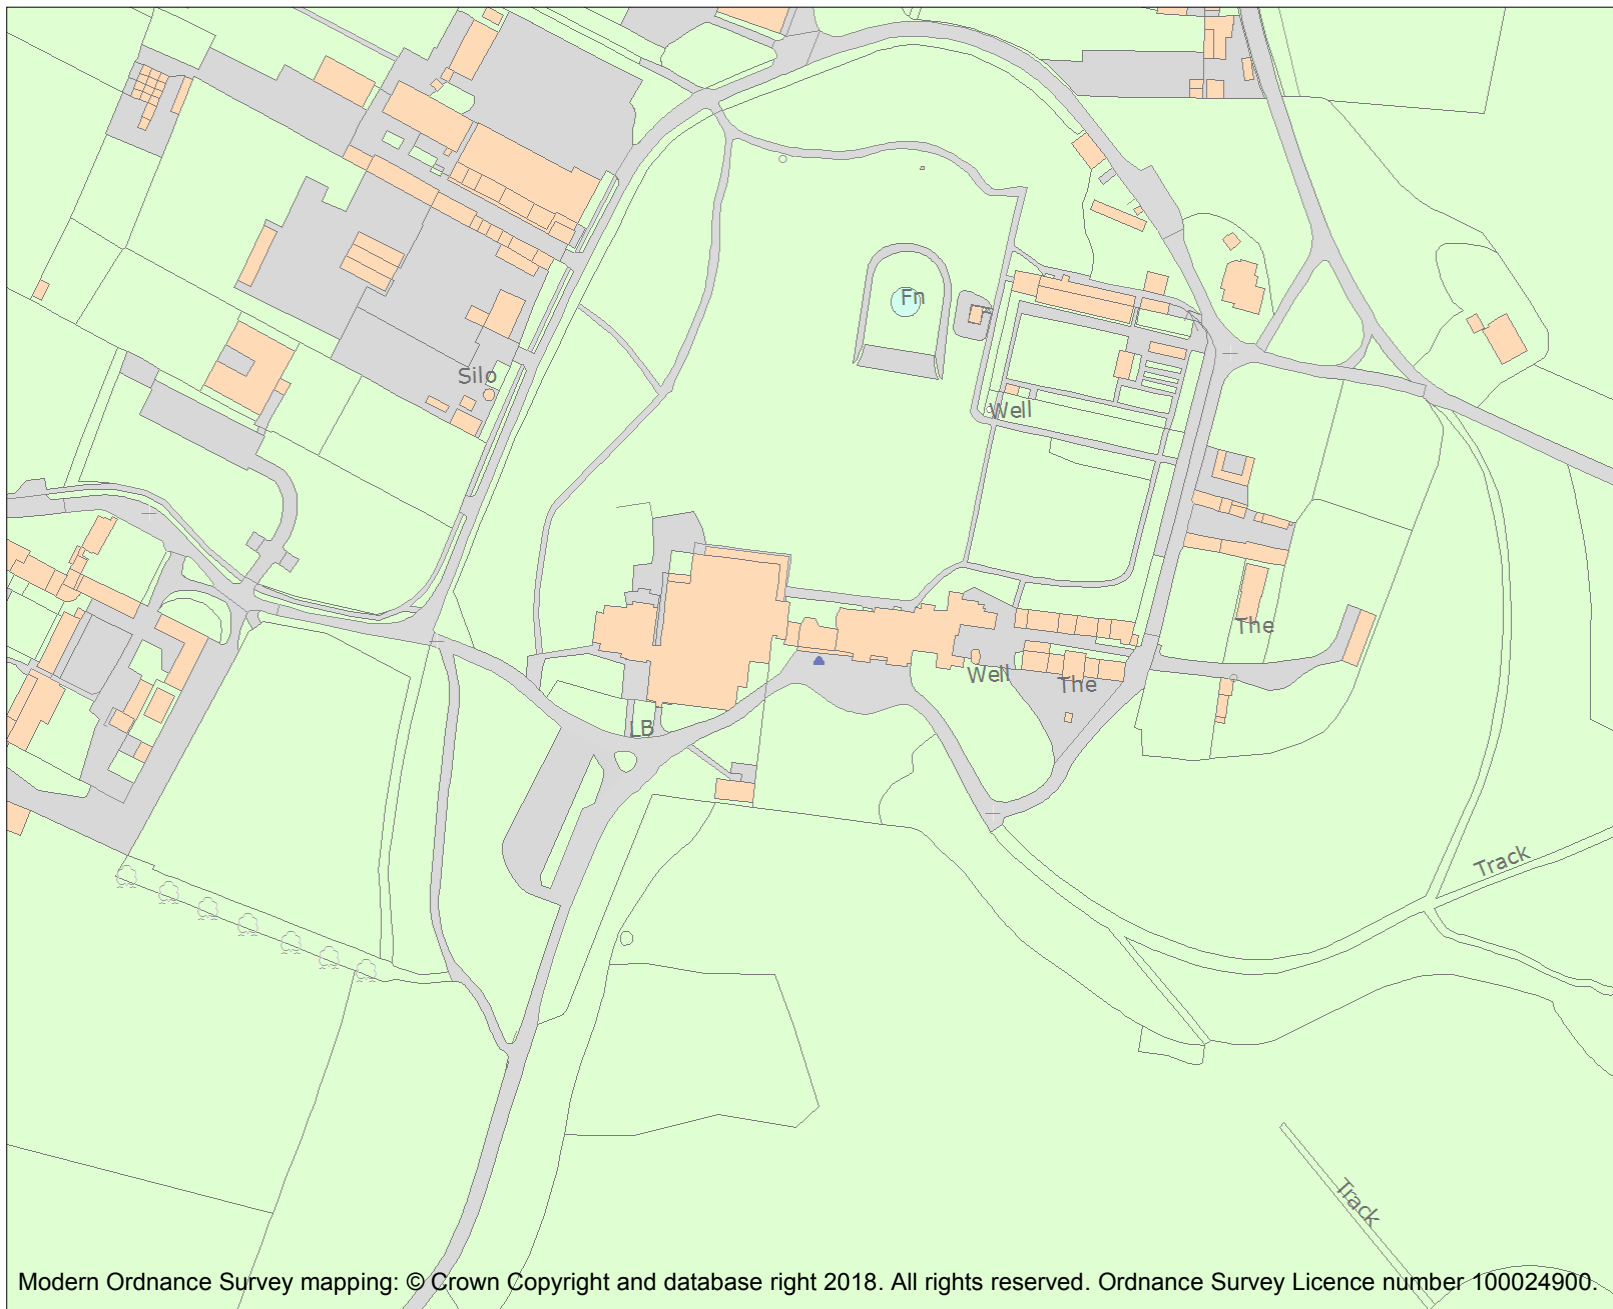 Fn
Silo
Well
The
Well
The
LB
Track
Track
Modern Ordnance Survey mapping: © Crown Copyright and database right 2018. All rights reserved. Ordnance Survey Licence number 100024900.